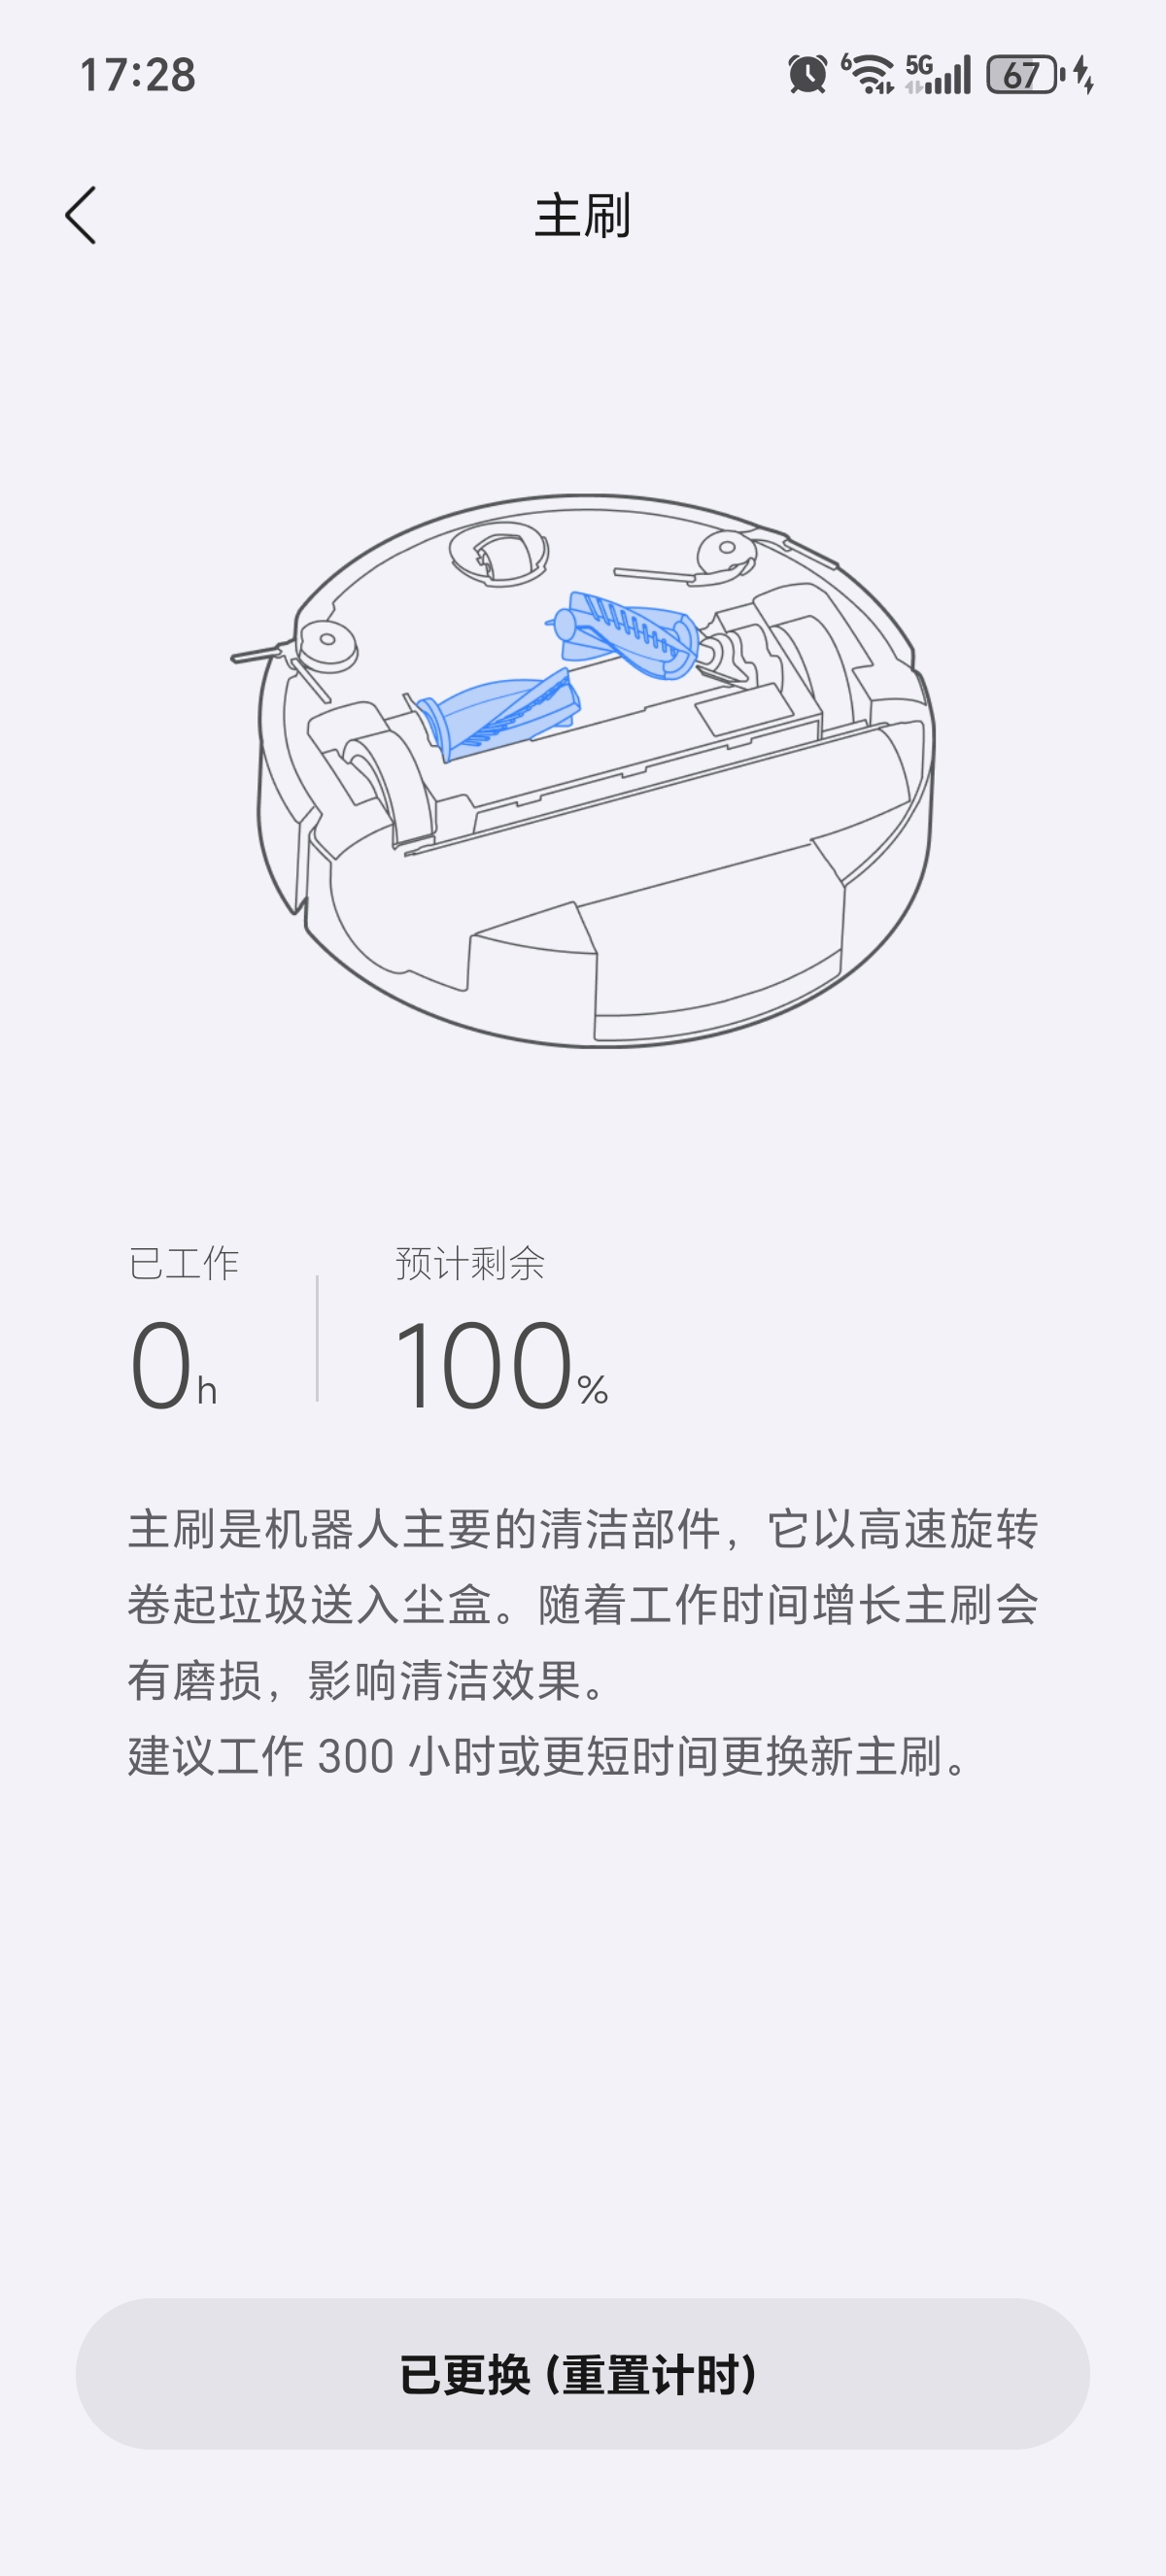 17:28
6 5G 67
主刷
已工作 预计剩余
0h 100%
主刷是机器人主要的清洁部件，它以高速旋转
卷起垃圾送入尘盒。随着工作时间增长主刷会
有磨损，影响清洁效果。
建议工作 300 小时或更短时间更换新主刷。
已更换 (重置计时)